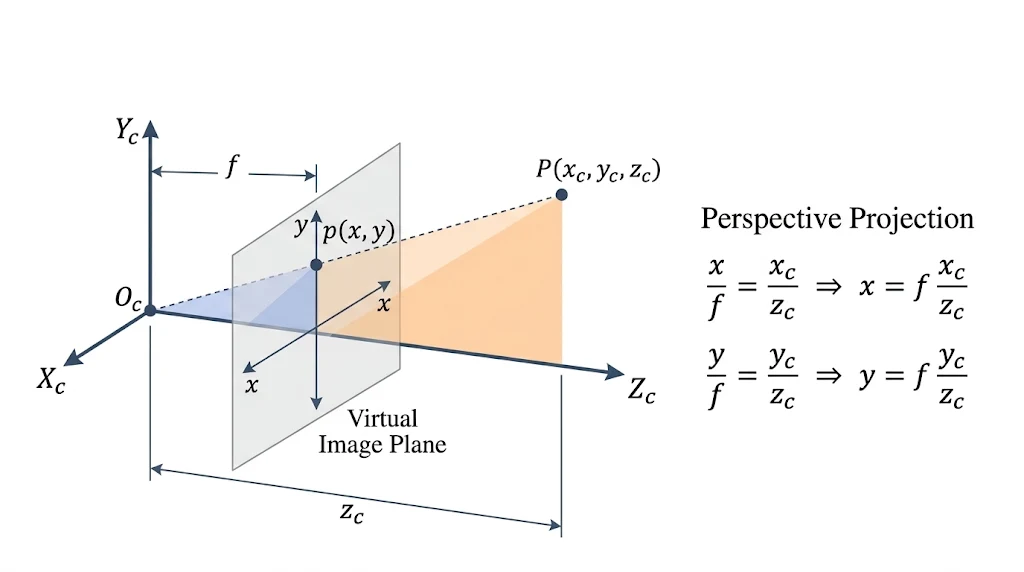 Y_c
f
P(x_c, y_c, z_c)
y
p(x, y)
Perspective Projection
x/f = x_c/z_c ⇒ x = f x_c/z_c
O_c
x
X_c
x
Z_c
y/f = y_c/z_c ⇒ y = f y_c/z_c
Virtual
Image Plane
z_c